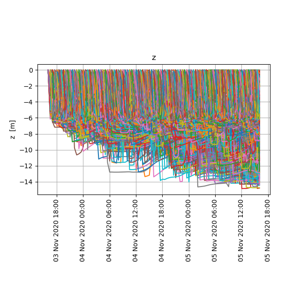 z
z [m]
0
−2
−4
−6
−8
−10
−12
−14
03 Nov 2020 18:00
04 Nov 2020 00:00
04 Nov 2020 06:00
04 Nov 2020 12:00
04 Nov 2020 18:00
05 Nov 2020 00:00
05 Nov 2020 06:00
05 Nov 2020 12:00
05 Nov 2020 18:00